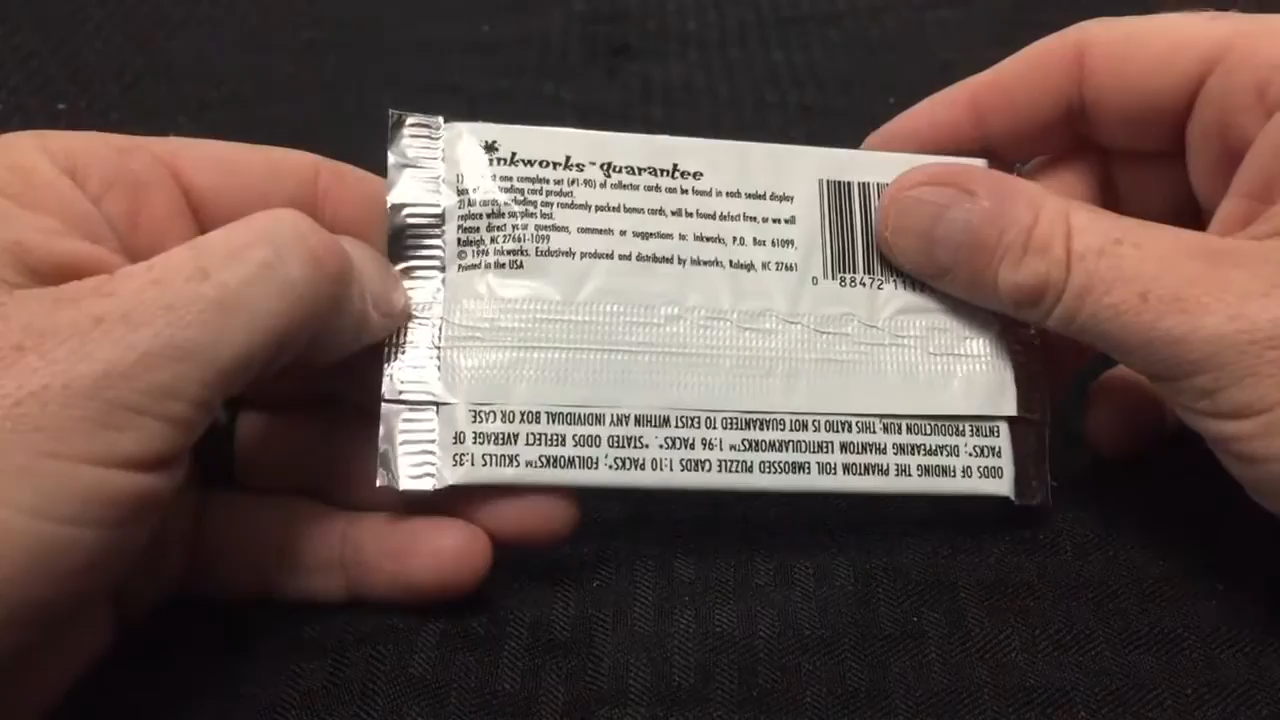 inkworks™ guarantee
1) one complete set (#1-90) of collector cards can be found in each sealed display
box of trading card product.
2) All cards, including any randomly packed bonus cards, will be found defect free, or we will
replace while supplies last.
Please direct your questions, comments or suggestions to: Inkworks, P.O. Box 61099,
Raleigh, NC 27661-1099
© 1996 Inkworks. Exclusively produced and distributed by Inkworks, Raleigh, NC 27661
Printed in the USA
0 88472 111
ODDS OF FINDING THE PHANTOM FOIL EMBOSSED PUZZLE CARDS 1:10 PACKS*; FOILWORKS™ SKULLS 1:35
PACKS*; DISAPPEARING PHANTOM LENTICULARWORKS™ 1:96 PACKS*. *STATED ODDS REFLECT AVERAGE OF
ENTIRE PRODUCTION RUN; THIS RATIO IS NOT GUARANTEED TO EXIST WITHIN ANY INDIVIDUAL BOX OR CASE